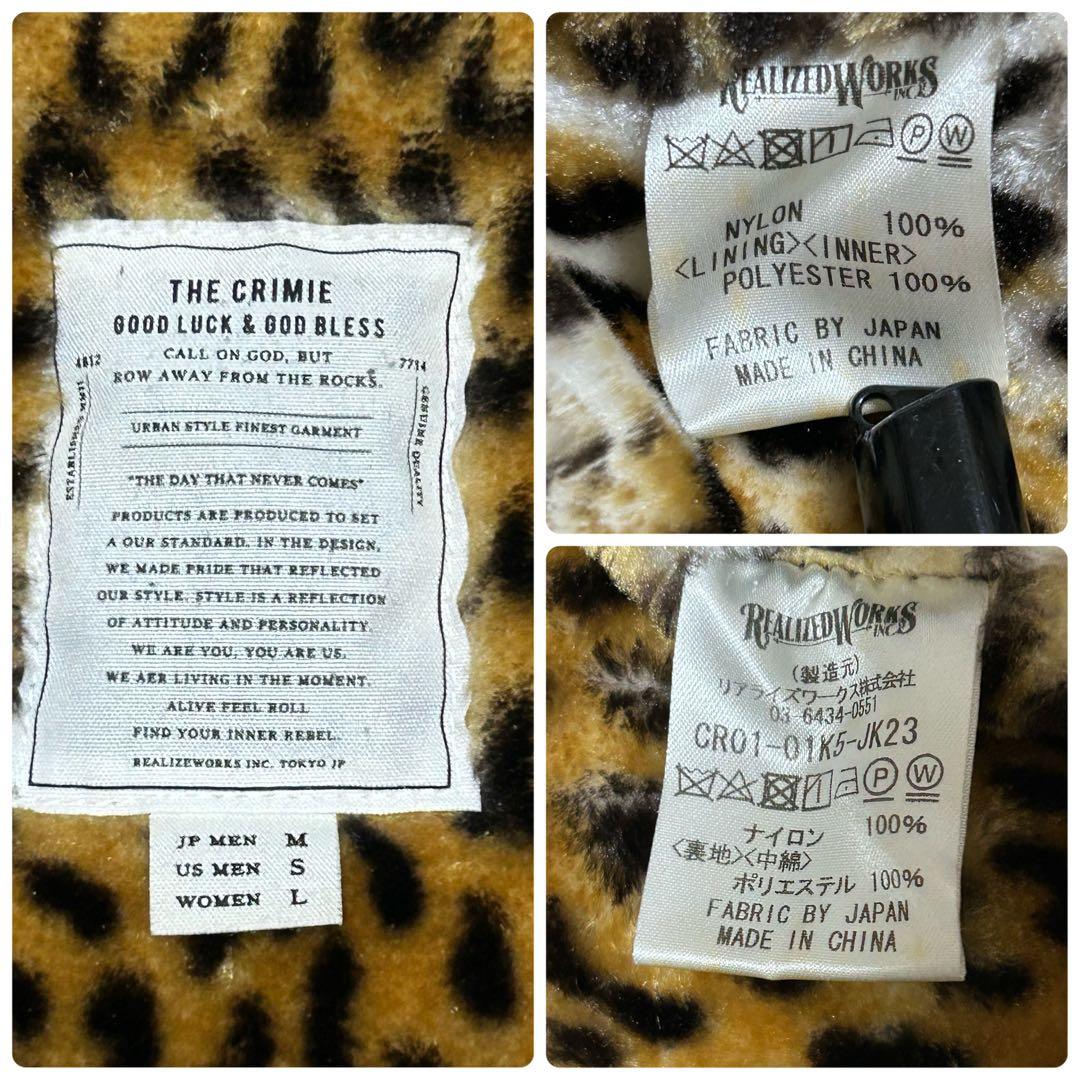 THE CRIMIE
GOOD LUCK & GOD BLESS
CALL ON GOD, BUT
ROW AWAY FROM THE ROCKS.
4812
7714
URBAN STYLE FINEST GARMENT
"THE DAY THAT NEVER COMES"
PRODUCTS ARE PRODUCED TO SET
A OUR STANDARD. IN THE DESIGN,
WE MADE PRIDE THAT REFLECTED
OUR STYLE. STYLE IS A REFLECTION
OF ATTITUDE AND PERSONALITY.
WE ARE YOU, YOU ARE US.
WE AER LIVING IN THE MOMENT.
ALIVE FEEL ROLL
FIND YOUR INNER REBEL.
REALIZEWORKS INC. TOKYO JP
JP MEN M
US MEN S
WOMEN L
REALIZEDWORKS
INC.
P W
NYLON 100%
<LINING><INNER>
POLYESTER 100%
FABRIC BY JAPAN
MADE IN CHINA
REALIZEDWORKS
INC.
(製造元)
リアライズワークス株式会社
03 6434-0551
CR01-01K5-JK23
P W
ナイロン 100%
<裏地><中綿>
ポリエステル 100%
FABRIC BY JAPAN
MADE IN CHINA